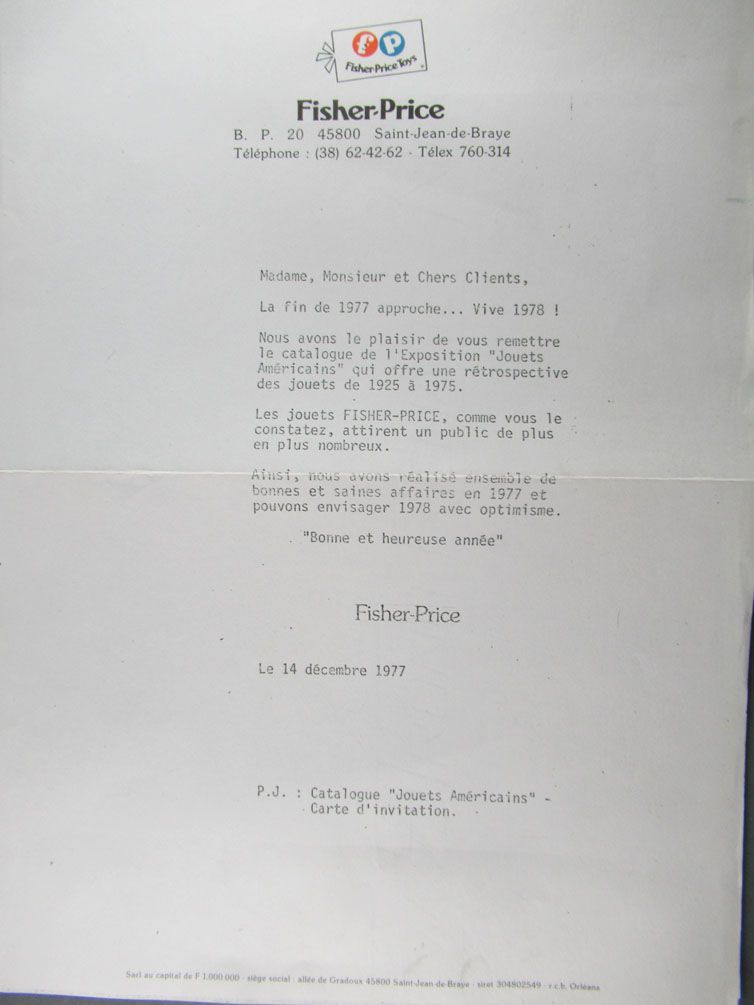 fp
Fisher-Price Toys
Fisher-Price
B. P. 20 45800 Saint-Jean-de-Braye
Téléphone : (38) 62-42-62 - Télex 760-314
Madame, Monsieur et Chers Clients,
La fin de 1977 approche... Vive 1978 !
Nous avons le plaisir de vous remettre
le catalogue de l'Exposition "Jouets
Américains" qui offre une rétrospective
des jouets de 1925 à 1975.
Les jouets FISHER-PRICE, comme vous le
constatez, attirent un public de plus
en plus nombreux.
Ainsi, nous avons réalisé ensemble de
bonnes et saines affaires en 1977 et
pouvons envisager 1978 avec optimisme.
"Bonne et heureuse année"
Fisher-Price
Le 14 décembre 1977
P.J. : Catalogue "Jouets Américains" -
Carte d'invitation.
Sarl au capital de F 1.000.000 - siège social : allée de Gradoux 45800 Saint-Jean-de-Braye - siret 304802549 - r.c.b. Orléans